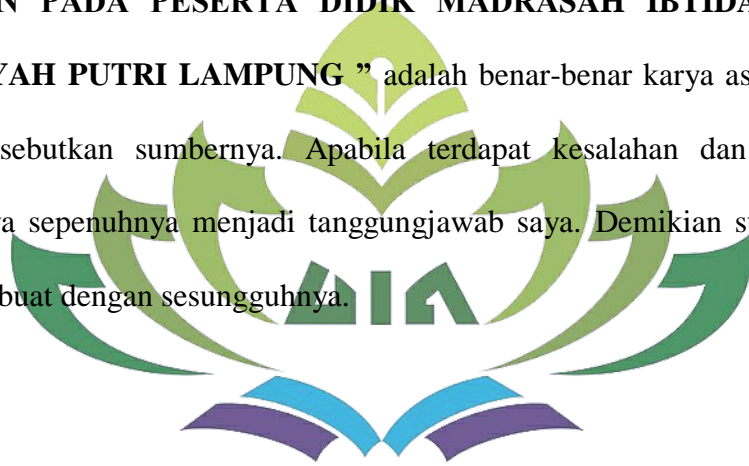 N PADA PESERTA DIDIK MADRASAH IBTIDA
YAH PUTRI LAMPUNG ” adalah benar-benar karya as
sebutkan sumbernya. Apabila terdapat kesalahan dan
a sepenuhnya menjadi tanggungjawab saya. Demikian s
buat dengan sesungguhnya.
UIN